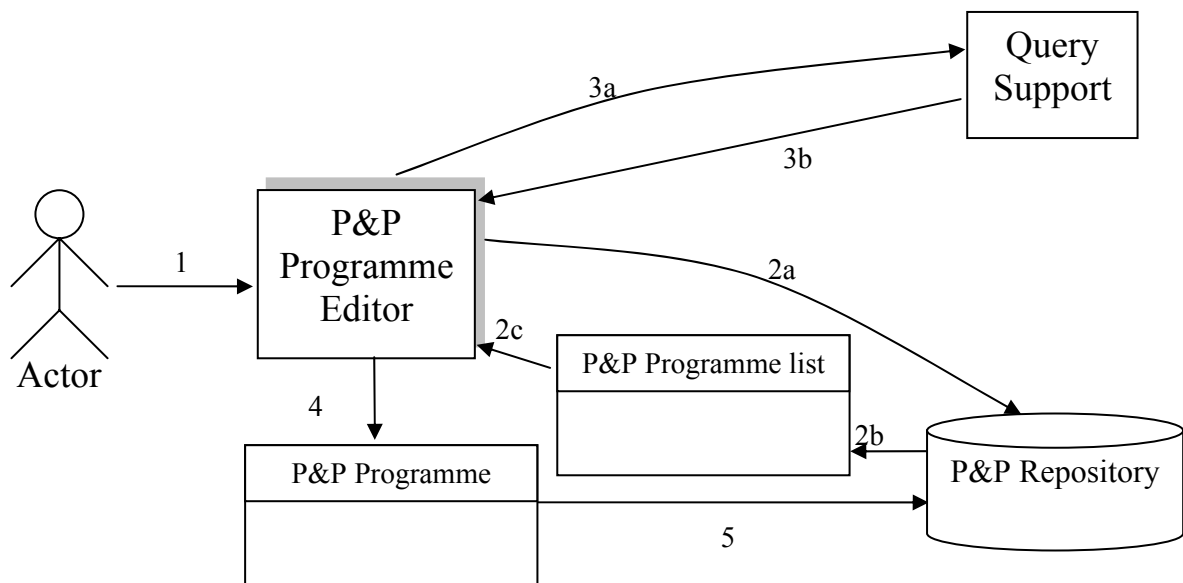 Query
Support
3a
3b
P&P
Programme
Editor
1
2a
2c
Actor
P&P Programme list
4
2b
P&P Programme
P&P Repository
5